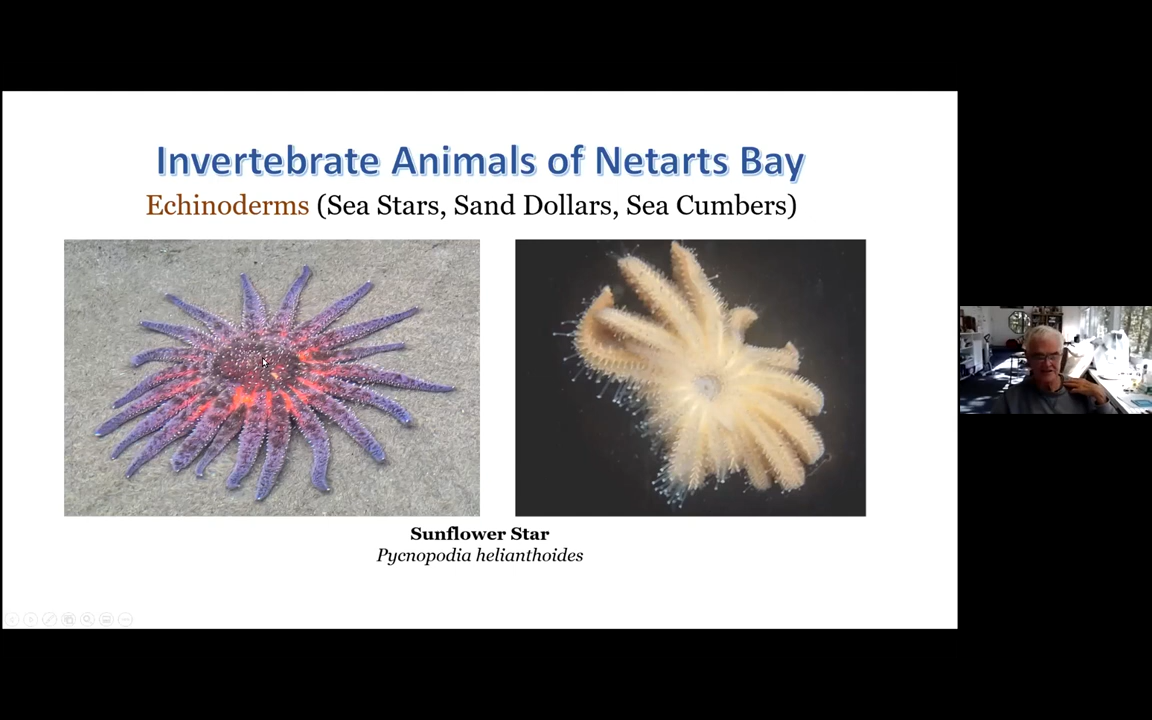 Invertebrate Animals of Netarts Bay
Echinoderms (Sea Stars, Sand Dollars, Sea Cumbers)
Sunflower Star
Pycnopodia helianthoides